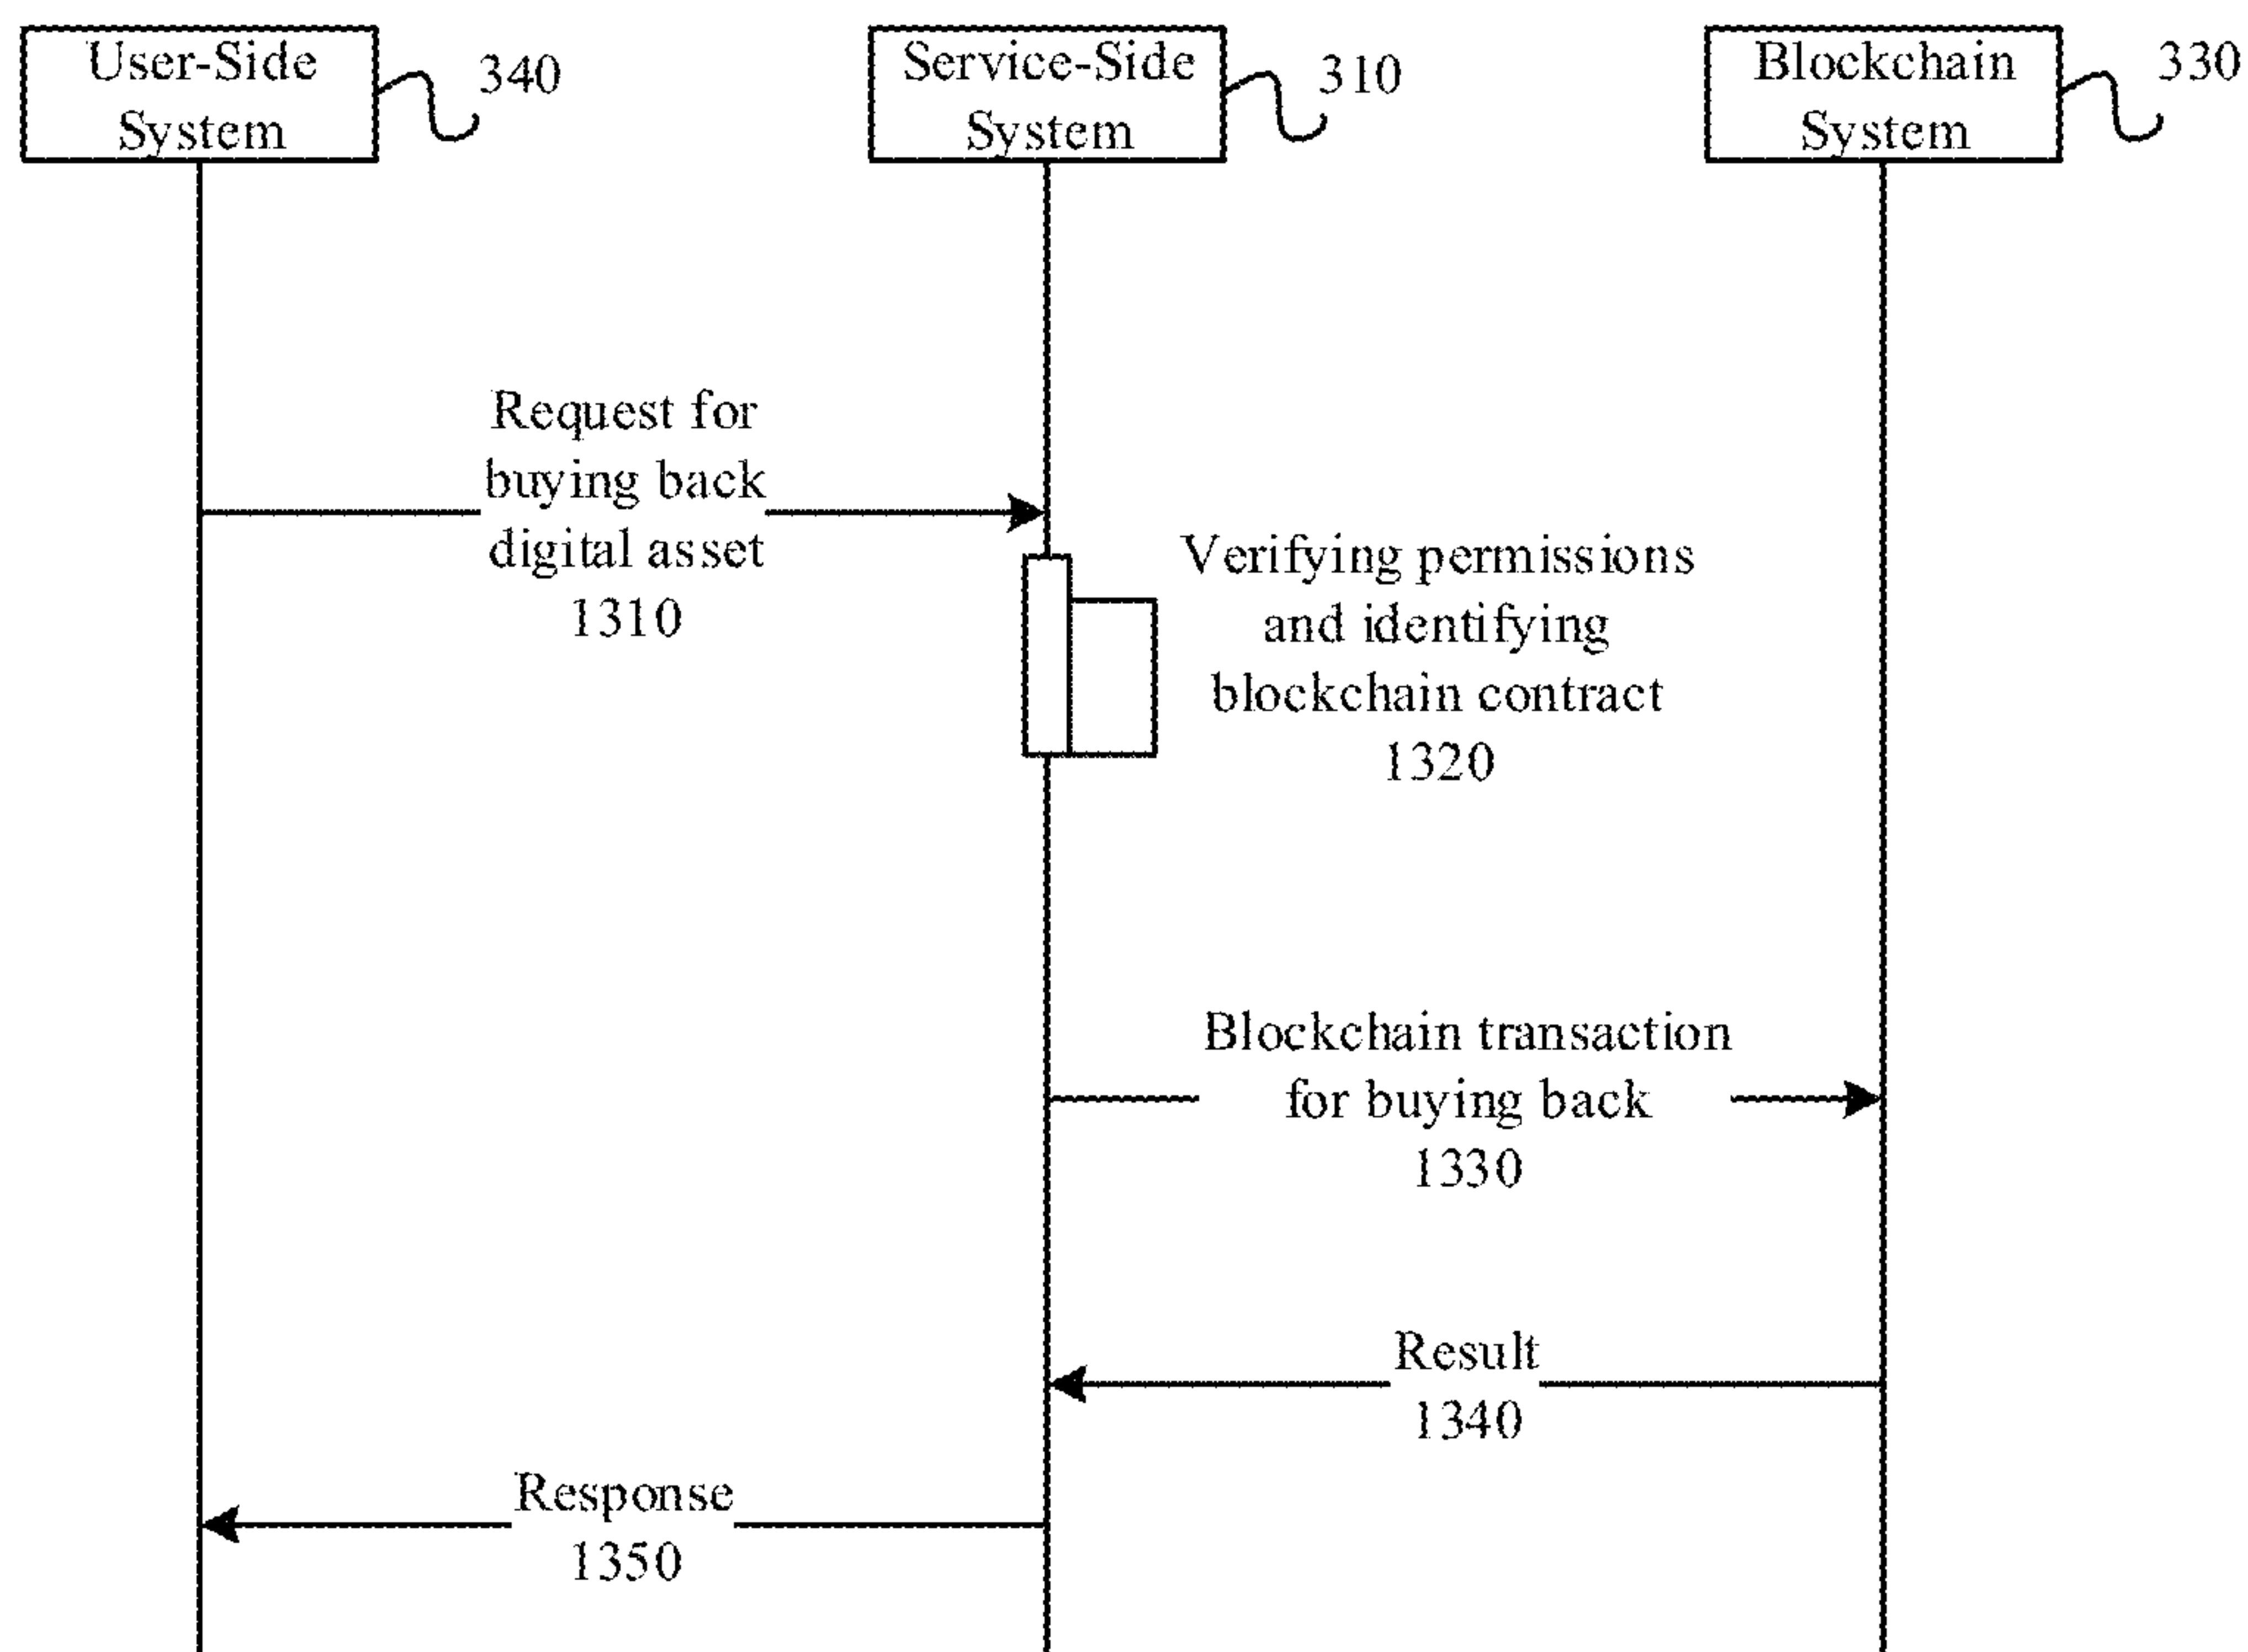 User-Side
System
340
Service-Side
System
310
Blockchain
System
330
Request for
buying back
digital asset
1310
Verifying permissions
and identifying
blockchain contract
1320
Blockchain transaction
for buying back
1330
Result
1340
Response
1350